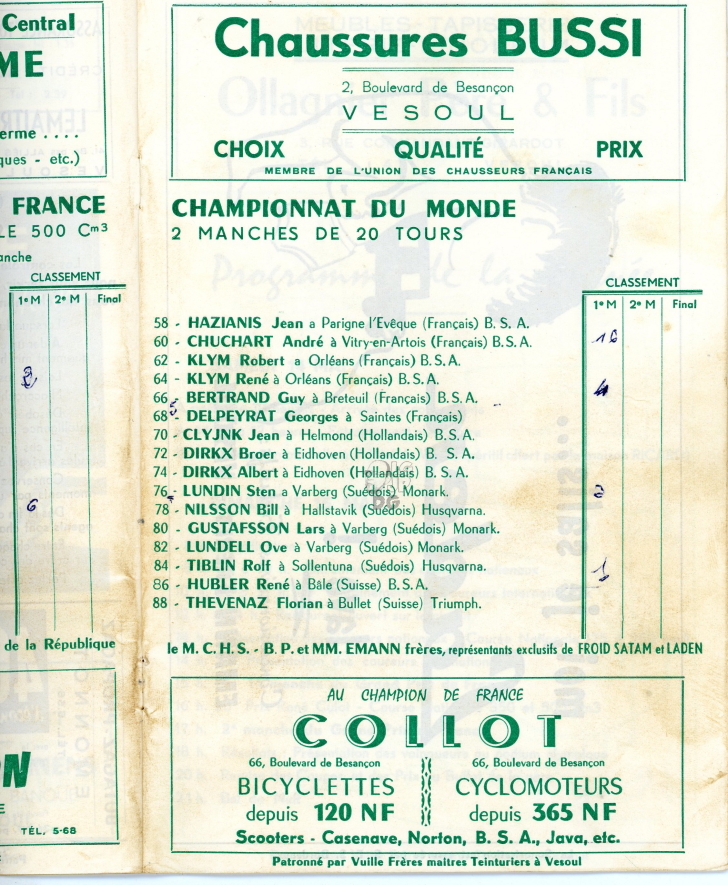 Central
ME
erme ....
ques - etc.)
FRANCE
LE 500 Cm3
anche
CLASSEMENT
1e M 2e M Final
2
6
de la République
N
E
TÉL. 5-68
Chaussures BUSSI
2, Boulevard de Besançon
VESOUL
CHOIX QUALITÉ PRIX
MEMBRE DE L'UNION DES CHAUSSEURS FRANÇAIS
CHAMPIONNAT DU MONDE
2 MANCHES DE 20 TOURS
CLASSEMENT
1e M 2e M Final
58 - HAZIANIS Jean a Parigne l'Evêque (Français) B. S. A.
60 - CHUCHART André à Vitry-en-Artois (Français) B. S. A. 16
62 - KLYM Robert a Orléans (Français) B. S. A.
64 - KLYM René à Orléans (Français) B. S. A.
66 - BERTRAND Guy à Breteuil (Français) B. S. A. 4
68 - DELPEYRAT Georges à Saintes (Français)
70 - CLYJNK Jean à Helmond (Hollandais) B. S. A.
72 - DIRKX Broer à Eidhoven (Hollandais) B. S. A.
74 - DIRKX Albert à Eidhoven (Hollandais) B. S. A.
76 - LUNDIN Sten a Varberg (Suédois) Monark. 2
78 - NILSSON Bill à Hallstavik (Suédois) Husqvarna.
80 - GUSTAFSSON Lars à Varberg (Suédois) Monark.
82 - LUNDELL Ove à Varberg (Suédois) Monark.
84 - TIBLIN Rolf à Sollentuna (Suédois) Husqvarna. 1
86 - HUBLER René à Bâle (Suisse) B. S. A.
88 - THEVENAZ Florian à Bullet (Suisse) Triumph.
le M. C. H. S. - B. P. et MM. EMANN frères, représentants exclusifs de FROID SATAM et LADEN
AU CHAMPION DE FRANCE
COLLOT
66, Boulevard de Besançon 66, Boulevard de Besançon
BICYCLETTES CYCLOMOTEURS
depuis 120 NF depuis 365 NF
Scooters - Casenave, Norton, B. S. A., Java, etc.
Patronné par Vuille Frères maitres Teinturiers à Vesoul